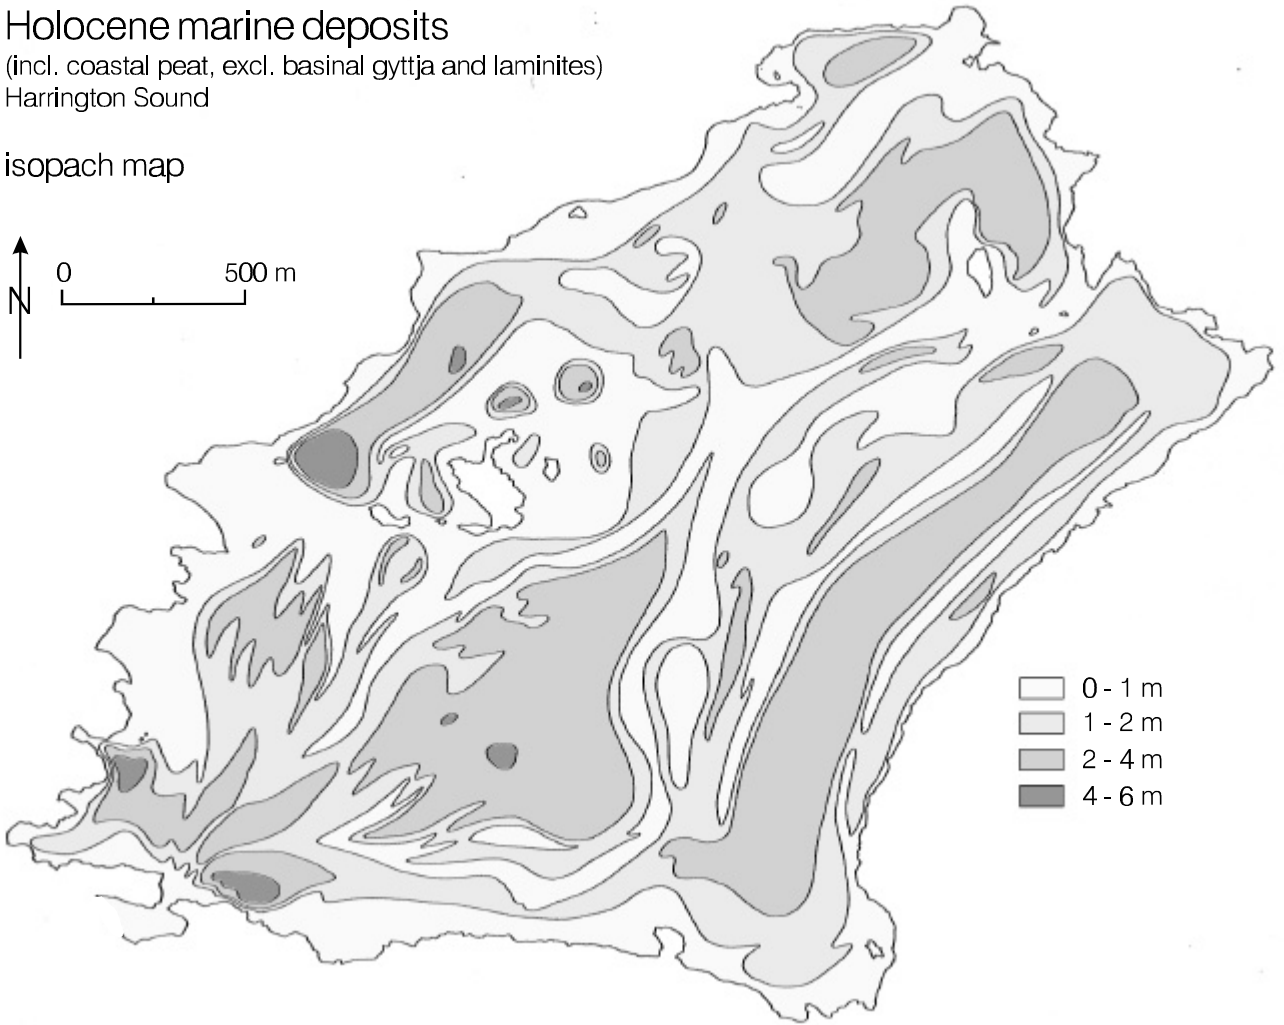 Holocene marine deposits
(incl. coastal peat, excl. basinal gyttja and laminites)
Harrington Sound
isopach map
0 500 m
N
0 - 1 m
1 - 2 m
2 - 4 m
4 - 6 m